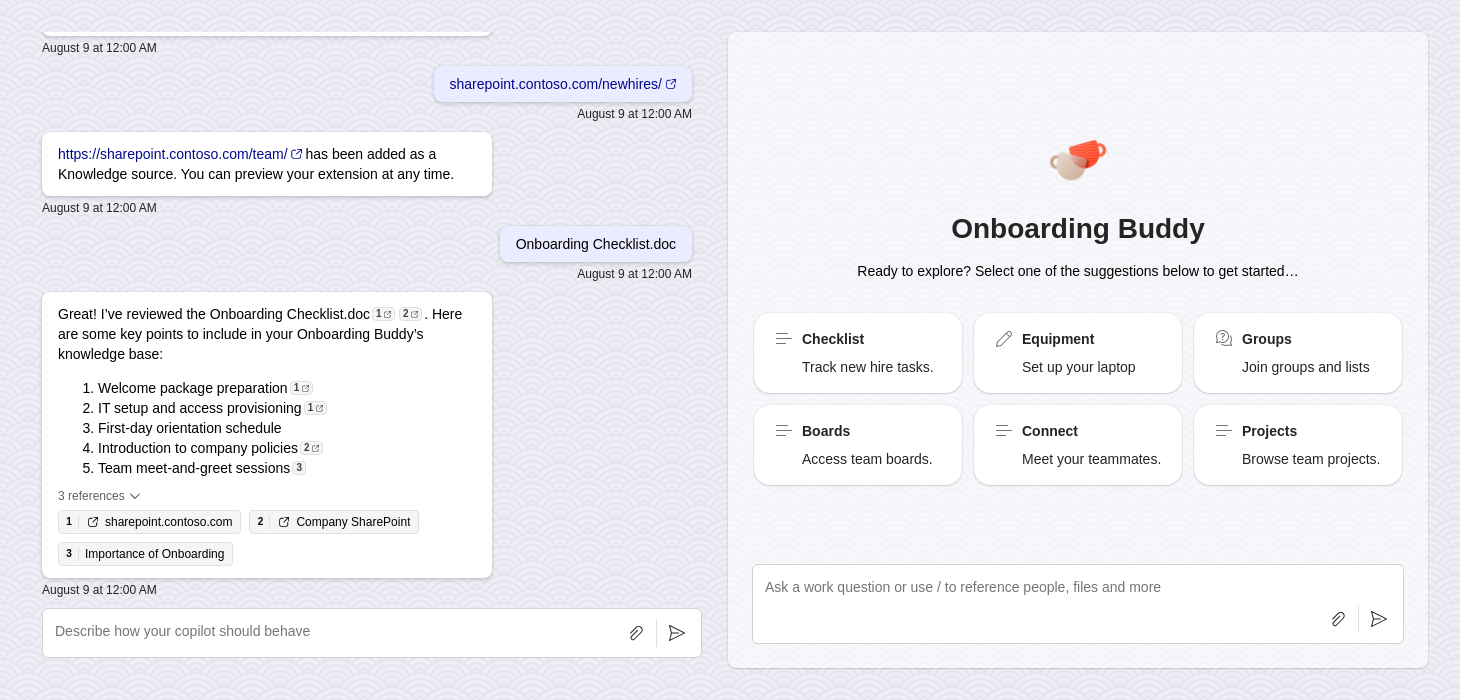 August 9 at 12:00 AM
sharepoint.contoso.com/newhires/
August 9 at 12:00 AM
https://sharepoint.contoso.com/team/ has been added as a
Knowledge source. You can preview your extension at any time.
August 9 at 12:00 AM
Onboarding Checklist.doc
August 9 at 12:00 AM
Great! I’ve reviewed the Onboarding Checklist.doc 1 2 . Here
are some key points to include in your Onboarding Buddy’s
knowledge base:
1. Welcome package preparation 1
2. IT setup and access provisioning 1
3. First-day orientation schedule
4. Introduction to company policies 2
5. Team meet-and-greet sessions 3
3 references
1 sharepoint.contoso.com 2 Company SharePoint
3 Importance of Onboarding
August 9 at 12:00 AM
Describe how your copilot should behave
Onboarding Buddy
Ready to explore? Select one of the suggestions below to get started…
Checklist
Track new hire tasks.
Equipment
Set up your laptop
Groups
Join groups and lists
Boards
Access team boards.
Connect
Meet your teammates.
Projects
Browse team projects.
Ask a work question or use / to reference people, files and more